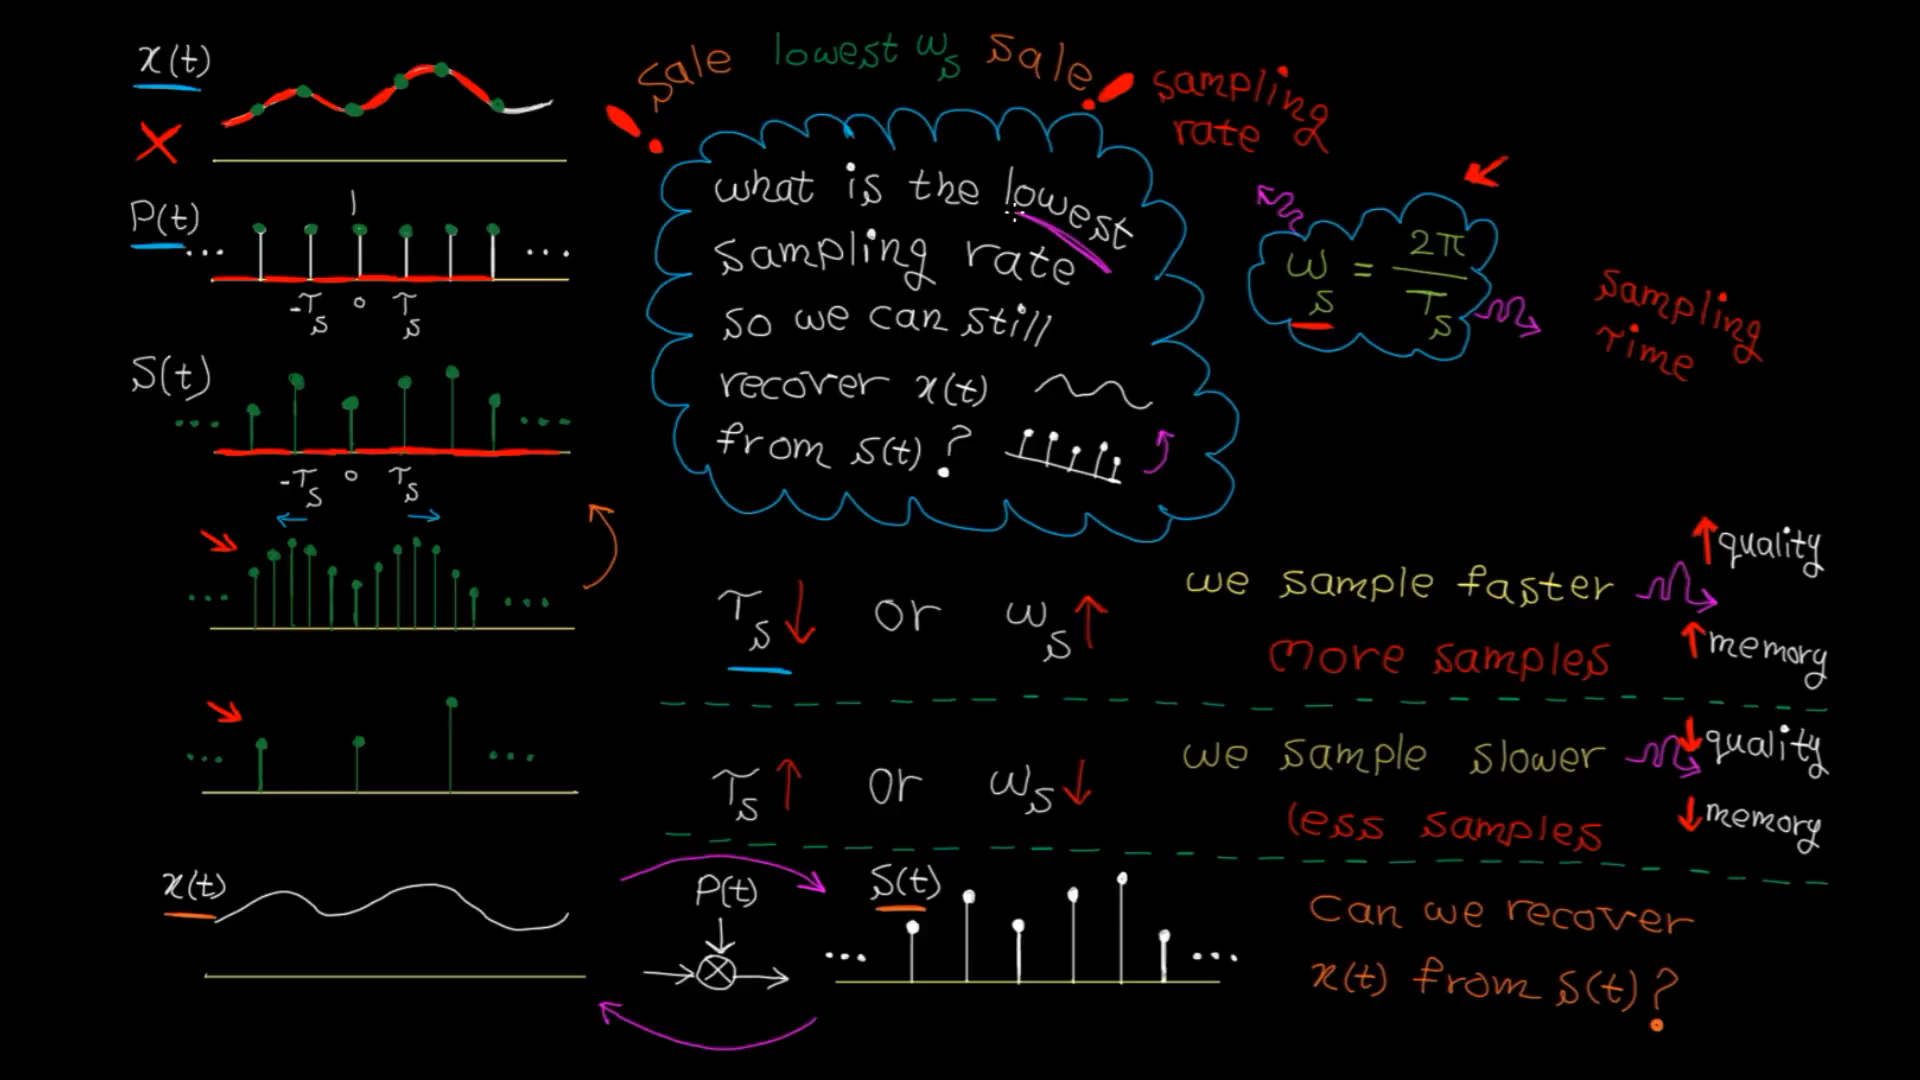 x(t)
P(t)
1
... ...
-Ts 0 Ts
S(t)
... ...
-Ts 0 Ts
... ...
... ...
x(t)
sale lowest ωs sale
! !
what is the lowest
sampling rate
so we can still
recover x(t)
from s(t)?
sampling
rate
ωs = 2π/Ts
sampling
Time
Ts↓ or ωs↑
we sample faster
more samples
↑quality
↑memory
Ts↑ or ωs↓
we sample slower
less samples
↓quality
↓memory
P(t)
S(t)
... ...
Can we recover
x(t) from s(t)?